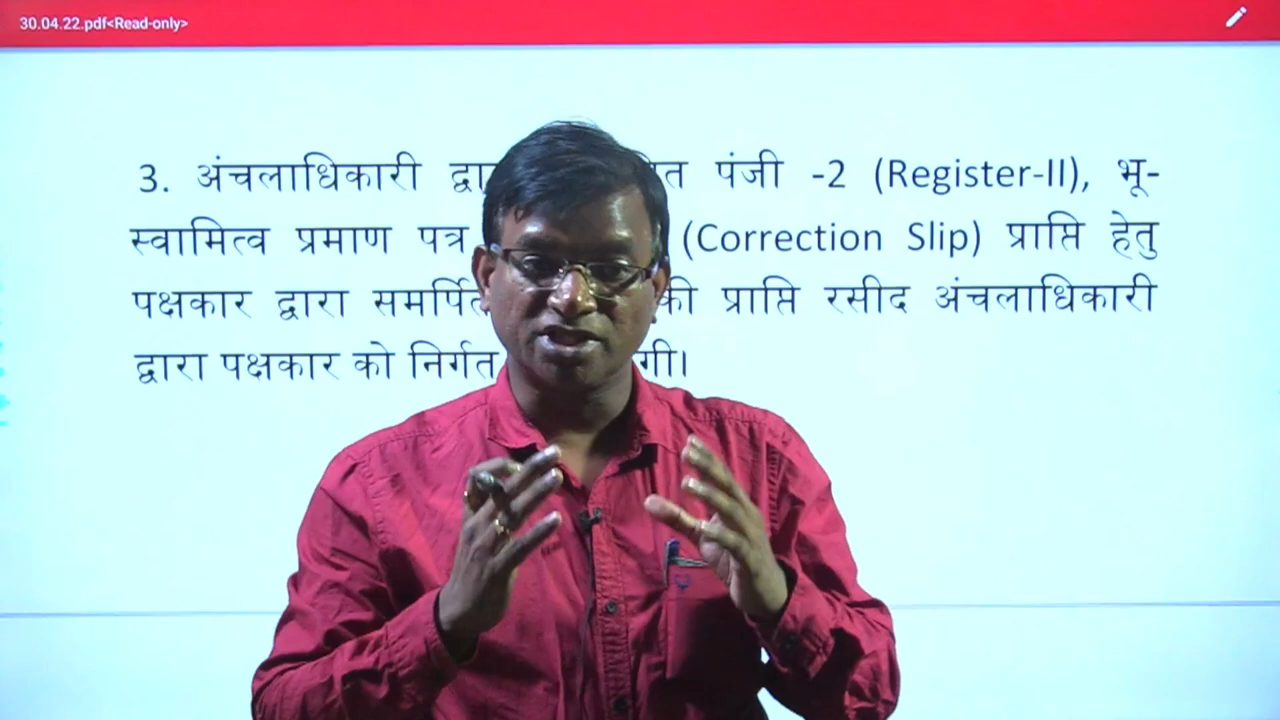 30.04.22.pdf<Read-only>
3. अंचलाधिकारी पंजी -2 (Register-II), भू-
स्वामित्व प्रमाण पत्र (Correction Slip) प्राप्ति हेतु
पक्षकार द्वारा की प्राप्ति रसीद अंचलाधिकारी
द्वारा पक्षकार को निर्गत